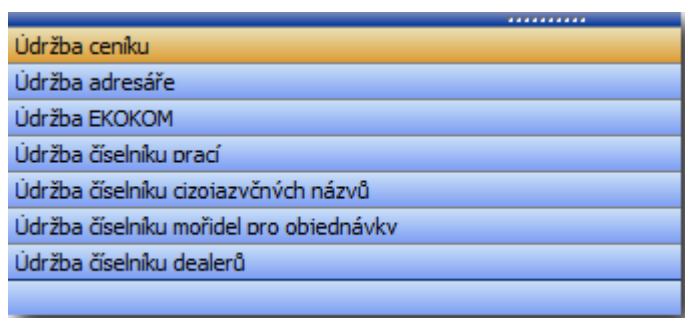 Údržba ceníku
Údržba adresáře
Údržba EKOKOM
Údržba číselníku prací
Údržba číselníku cizojazyčných názvů
Údržba číselníku mořidel pro objednávky
Údržba číselníku dealerů